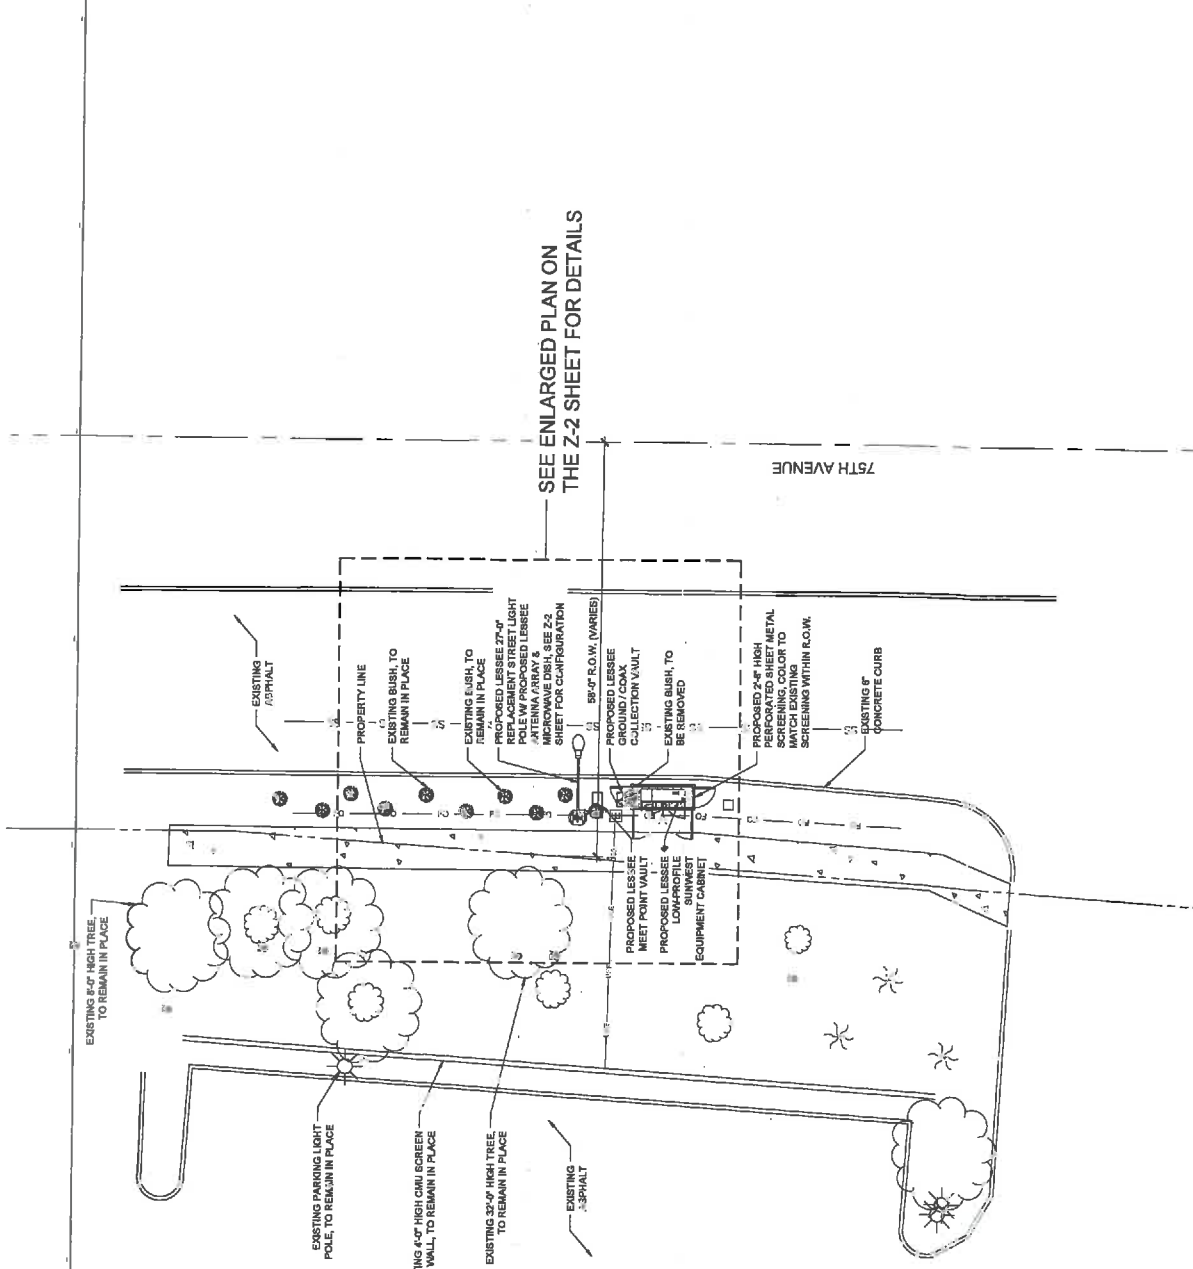 SEE ENLARGED PLAN ON
THE Z-2 SHEET FOR DETAILS
75TH AVENUE
EXISTING
ASPHALT
PROPERTY LINE
EXISTING BUSH, TO
REMAIN IN PLACE
EXISTING BUSH, TO
REMAIN IN PLACE
PROPOSED LESSEE 27'-0"
REPLACEMENT STREET LIGHT
POLE W/ PROPOSED LESSEE
ANTENNA ARRAY &
MICROWAVE DISH, SEE Z-2
SHEET FOR CONFIGURATION
R.O.W. (VARIES)
PROPOSED LESSEE
GROUND / COAX
COLLECTION VAULT
EXISTING BUSH, TO
BE REMOVED
PROPOSED 2'-8" HIGH
PERFORATED SHEET METAL
SCREENING, COLOR TO
MATCH EXISTING
SCREENING WITHIN R.O.W.
EXISTING 6"
CONCRETE CURB
EXISTING 8'-0" HIGH TREE,
TO REMAIN IN PLACE
PROPOSED LESSEE
MEET POINT VAULT
PROPOSED LESSEE
LOW-PROFILE
SUNWEST
EQUIPMENT CABINET
EXISTING PARKING LIGHT
POLE, TO REMAIN IN PLACE
ING 4'-0" HIGH CMU SCREEN
WALL, TO REMAIN IN PLACE
EXISTING 32'-0" HIGH TREE,
TO REMAIN IN PLACE
EXISTING
ASPHALT